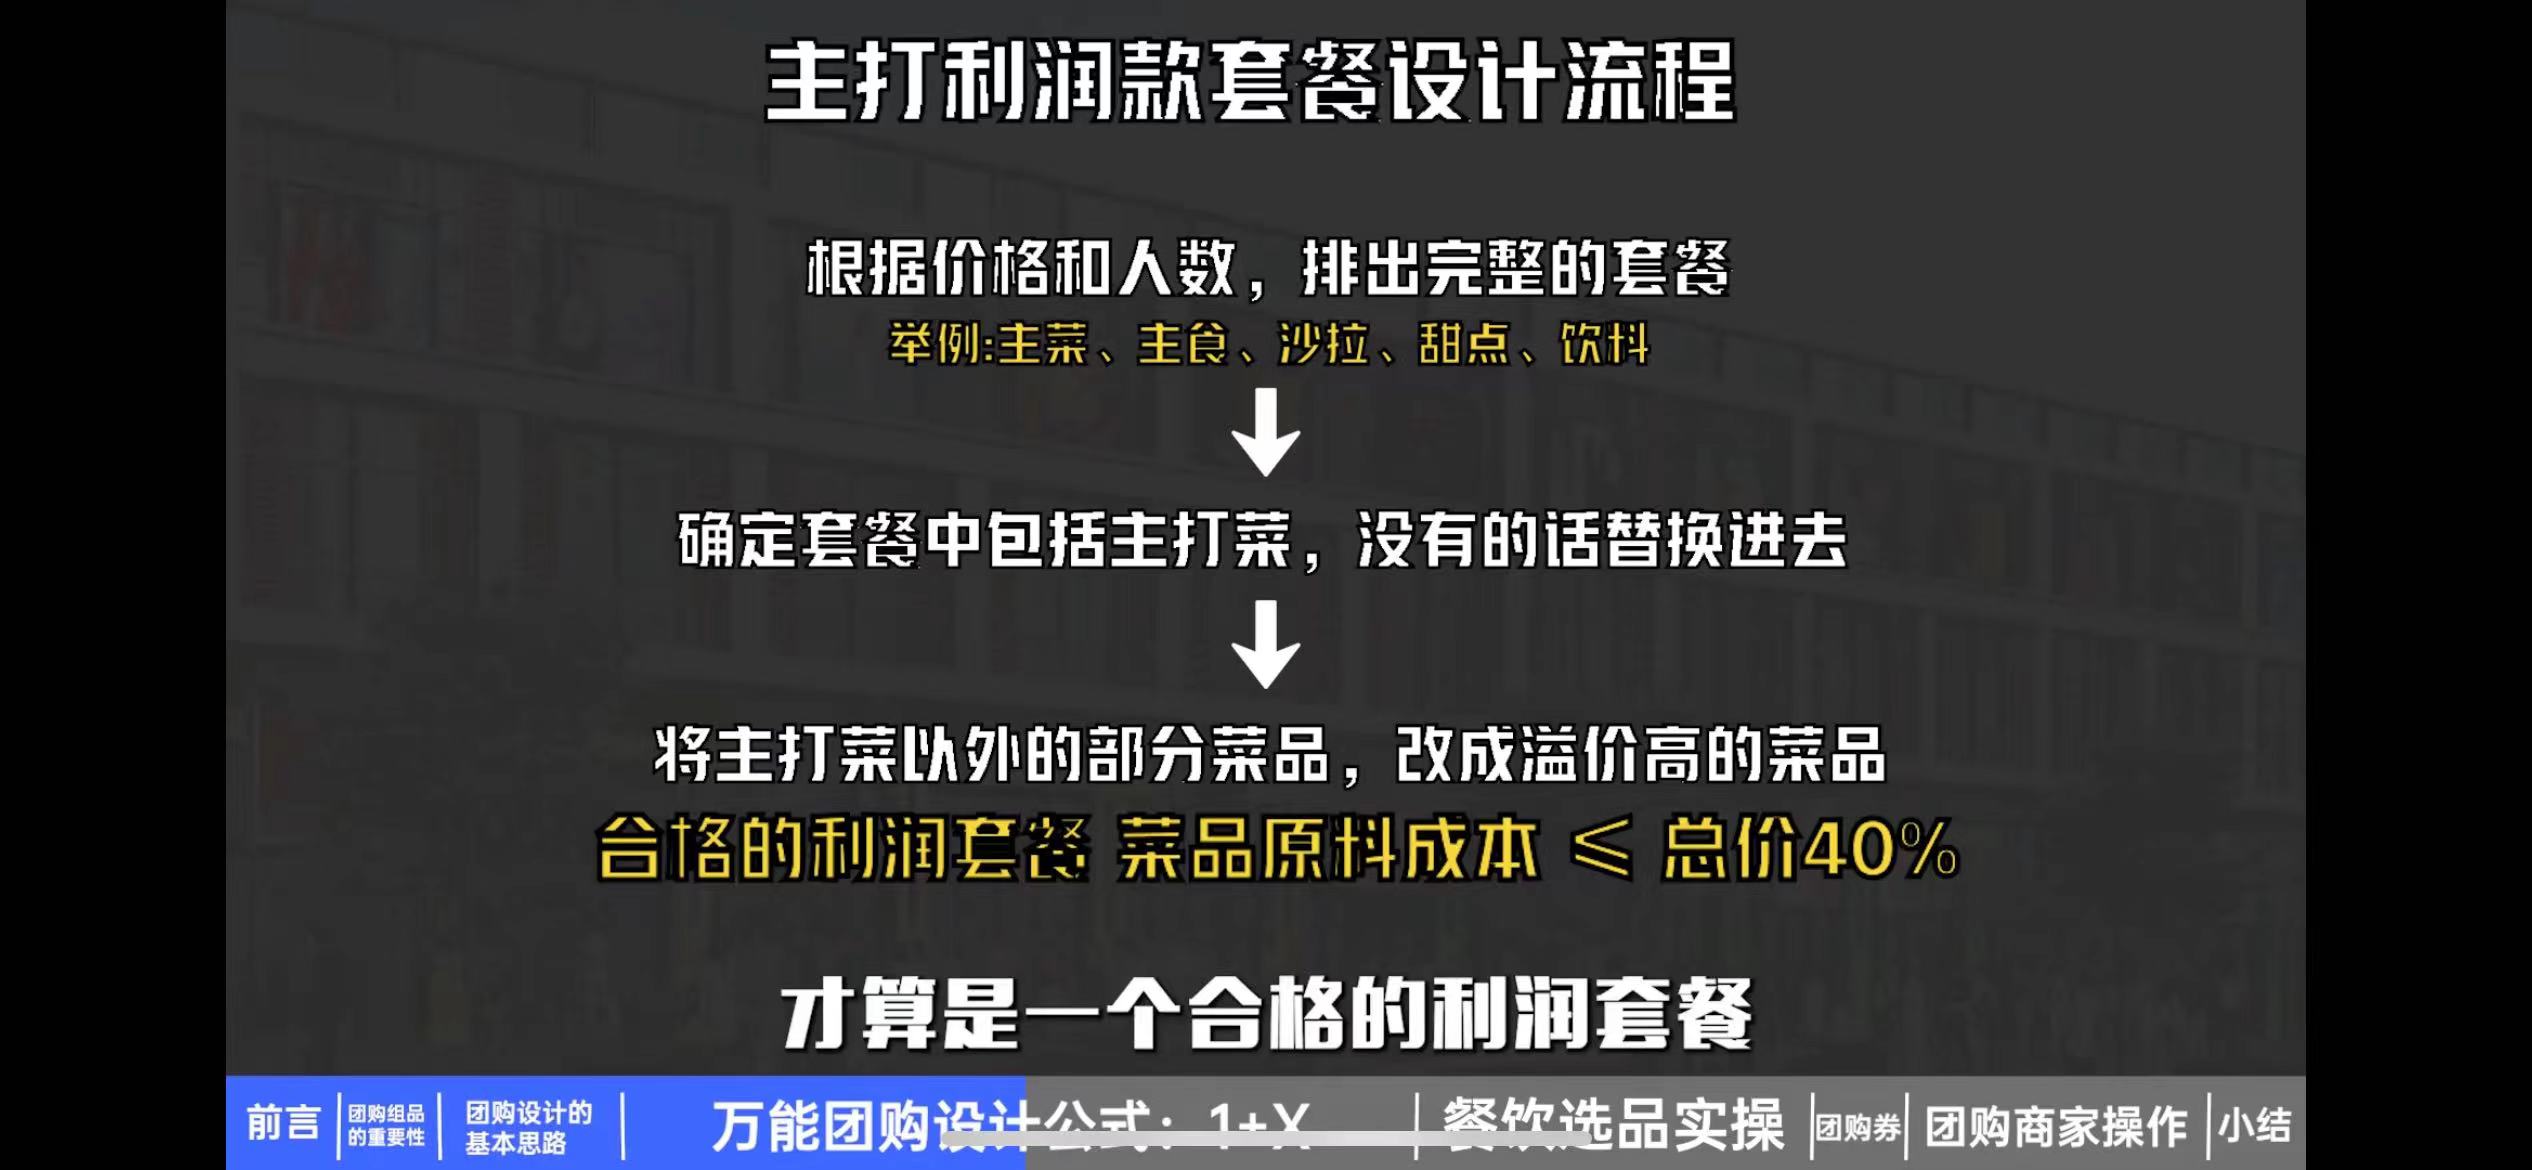 主打利润款套餐设计流程
根据价格和人数，排出完整的套餐
举例:主菜、主食、沙拉、甜点、饮料
确定套餐中包括主打菜，没有的话替换进去
将主打菜以外的部分菜品，改成溢价高的菜品
合格的利润套餐 菜品原料成本 ≤ 总价40%
才算是一个合格的利润套餐
前言
团购组品
的重要性
团购设计的
基本思路
万能团购设计公式：1+X
餐饮选品实操
团购券
团购商家操作
小结